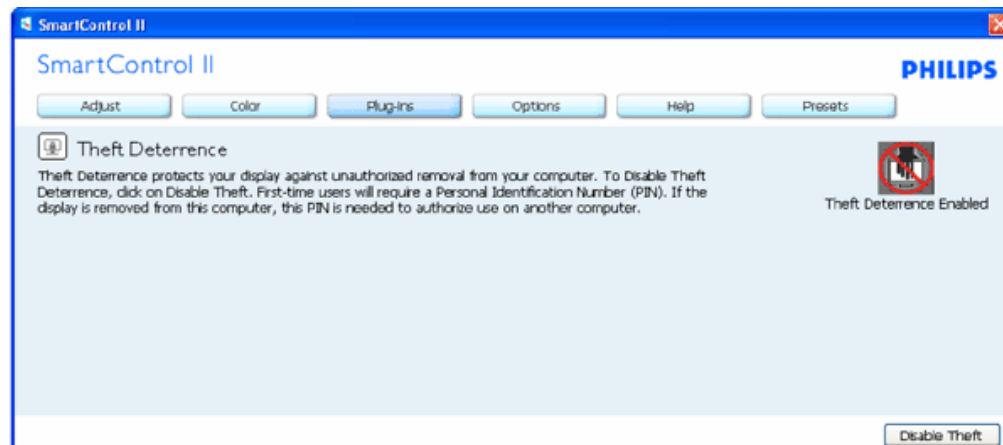 SmartControl II
SmartControl II
PHILIPS
Adjust Color Plug-Ins Options Help Presets
Theft Deterrence
Theft Deterrence protects your display against unauthorized removal from your computer. To Disable Theft
Deterrence, click on Disable Theft. First-time users will require a Personal Identification Number (PIN). If the
display is removed from this computer, this PIN is needed to authorize use on another computer.
Theft Deterrence Enabled
Disable Theft